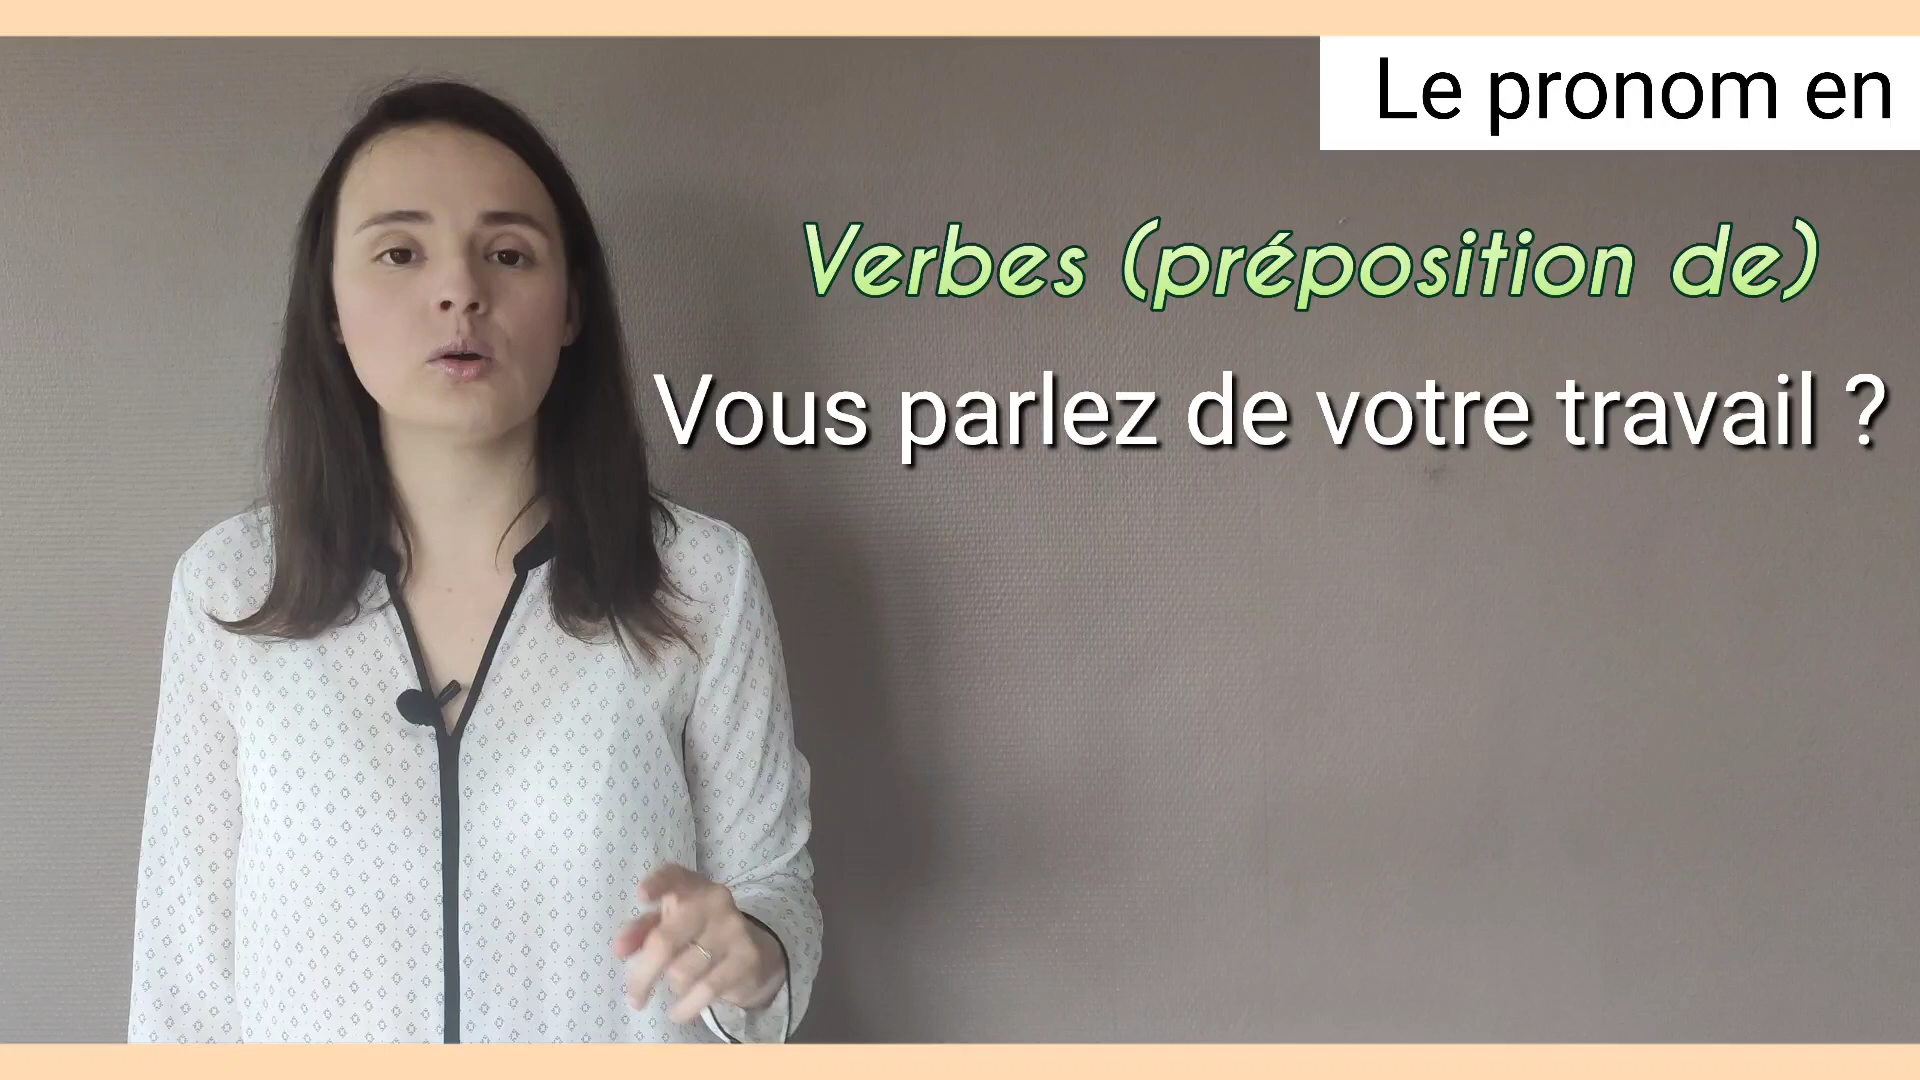 Le pronom en
Verbes (préposition de)
Vous parlez de votre travail ?